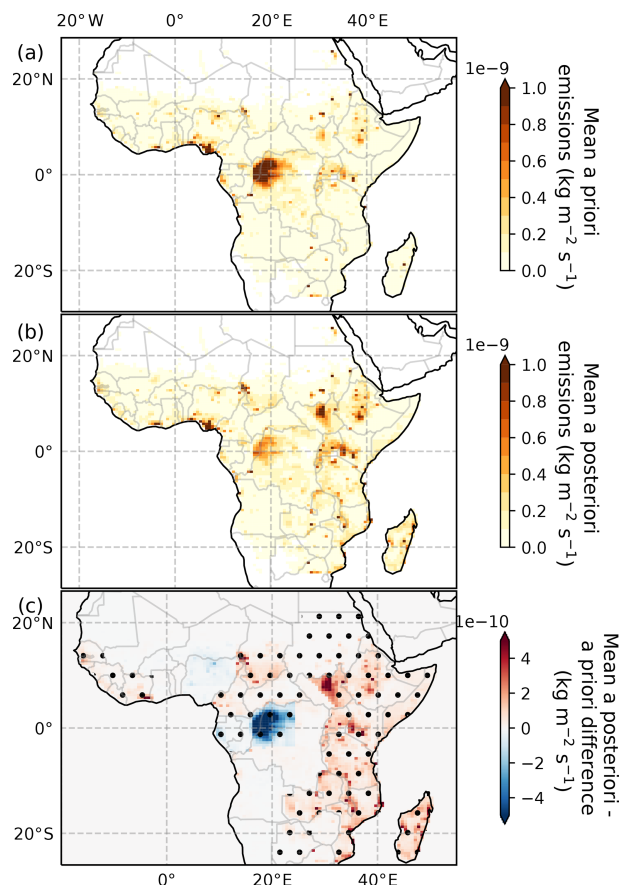 20°W 0° 20°E 40°E
(a)
20°N
0°
20°S
1e−9
1.0
0.8
0.6
0.4
0.2
0.0
Mean a priori
emissions (kg m−2 s−1)
(b)
20°N
0°
20°S
1e−9
1.0
0.8
0.6
0.4
0.2
0.0
Mean a posteriori
emissions (kg m−2 s−1)
(c)
20°N
0°
20°S
1e−10
4
2
0
−2
−4
Mean a posteriori -
a priori difference
(kg m−2 s−1)
0° 20°E 40°E